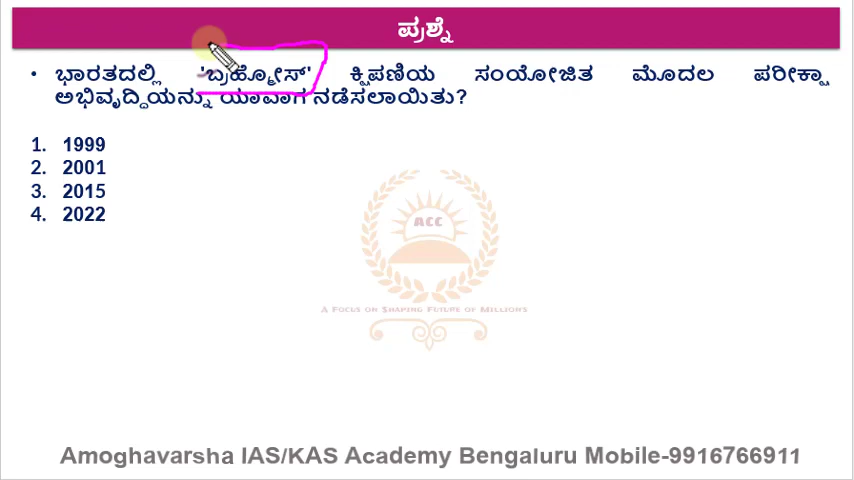 ಪ್ರಶ್ನೆ
• ಭಾರತದಲ್ಲಿ 'ಬ್ರಹ್ಮೋಸ್' ಕ್ಷಿಪಣಿಯ ಸಂಯೋಜಿತ ಮೊದಲ ಪರೀಕ್ಷಾ
ಅಭಿವೃದ್ಧಿಯನ್ನು ಯಾವಾಗ ನಡೆಸಲಾಯಿತು?
1. 1999
2. 2001
3. 2015
4. 2022
ACC
A Focus on Shaping Future of Millions
Amoghavarsha IAS/KAS Academy Bengaluru Mobile-9916766911